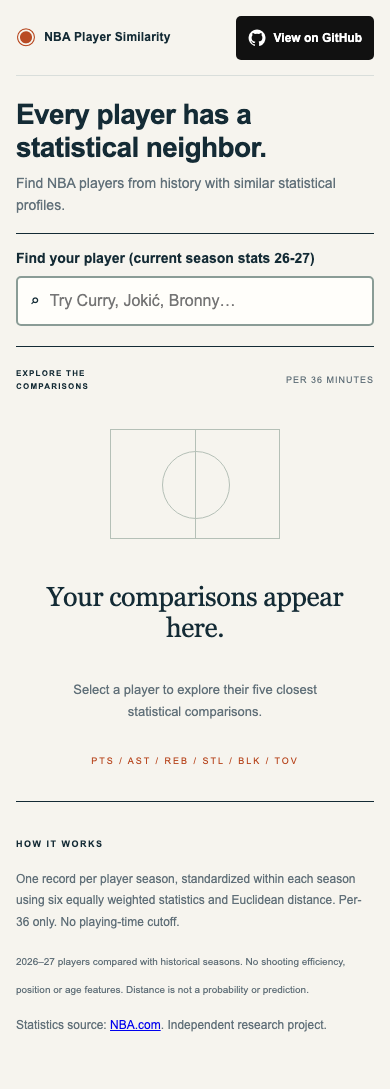 NBA Player Similarity
View on GitHub
Every player has a
statistical neighbor.
Find NBA players from history with similar statistical
profiles.
Find your player (current season stats 26-27)
Try Curry, Jokić, Bronny…
EXPLORE THE
COMPARISONS
PER 36 MINUTES
Your comparisons appear
here.
Select a player to explore their five closest
statistical comparisons.
PTS / AST / REB / STL / BLK / TOV
HOW IT WORKS
One record per player season, standardized within each season
using six equally weighted statistics and Euclidean distance. Per-
36 only. No playing-time cutoff.
2026–27 players compared with historical seasons. No shooting efficiency,
position or age features. Distance is not a probability or prediction.
Statistics source: NBA.com. Independent research project.